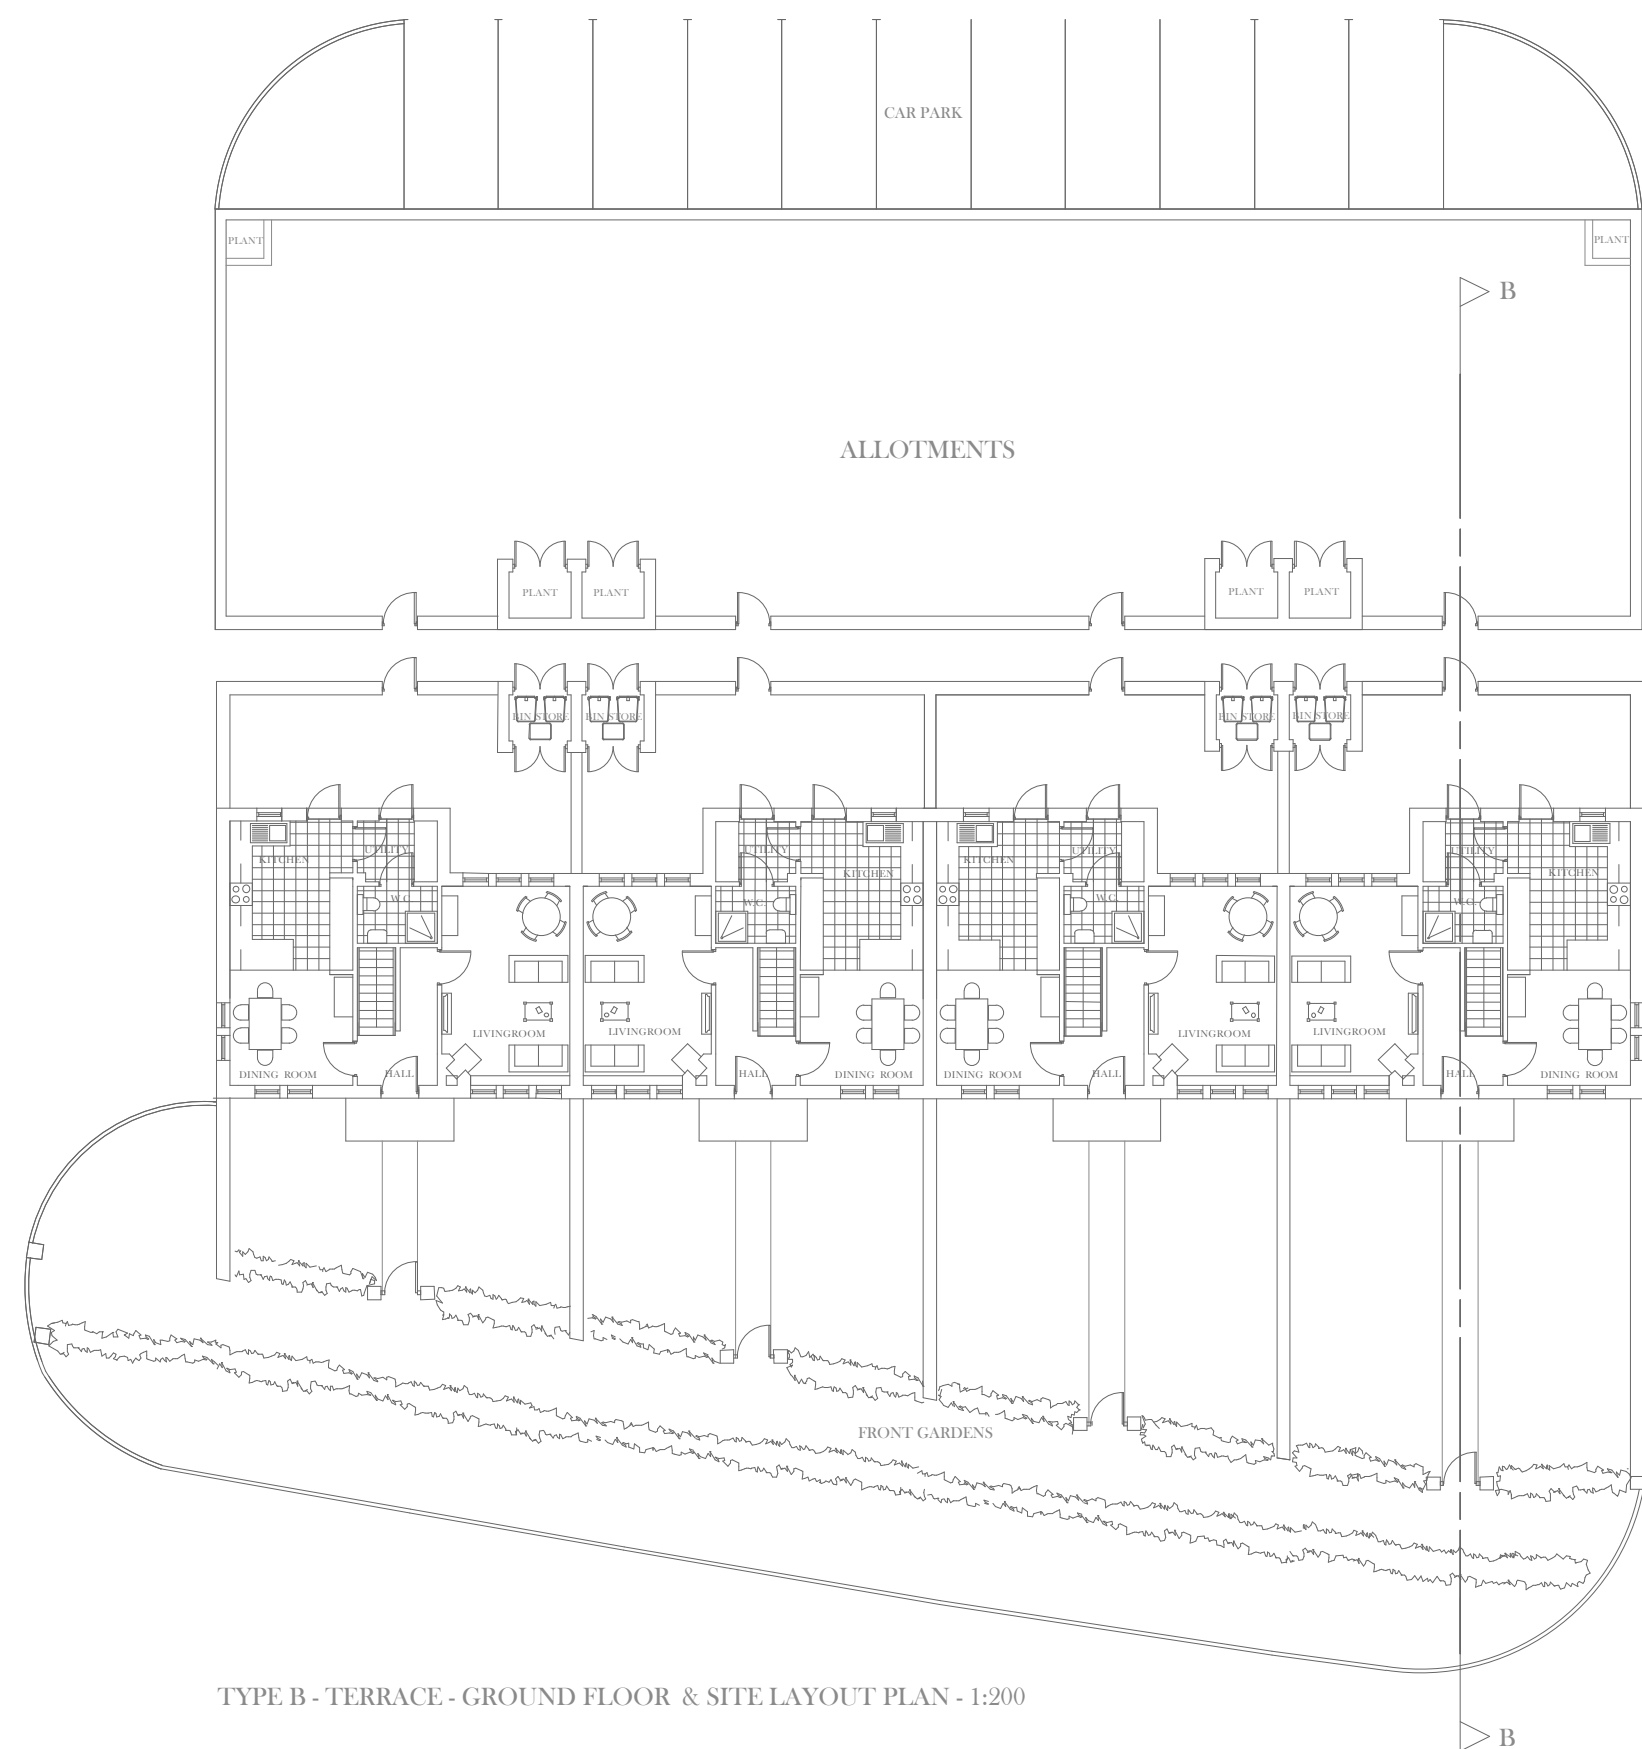 CAR PARK
PLANT
PLANT
B
ALLOTMENTS
PLANT
PLANT
PLANT
PLANT
BIN STORE
BIN STORE
BIN STORE
BIN STORE
UTILITY
UTILITY
UTILITY
UTILITY
KITCHEN
KITCHEN
KITCHEN
KITCHEN
W.C.
W.C.
W.C.
W.C.
LIVINGROOM
LIVINGROOM
LIVINGROOM
LIVINGROOM
DINING ROOM
HALL
HALL
DINING ROOM
DINING ROOM
HALL
HALL
DINING ROOM
FRONT GARDENS
TYPE B - TERRACE - GROUND FLOOR & SITE LAYOUT PLAN - 1:200
B